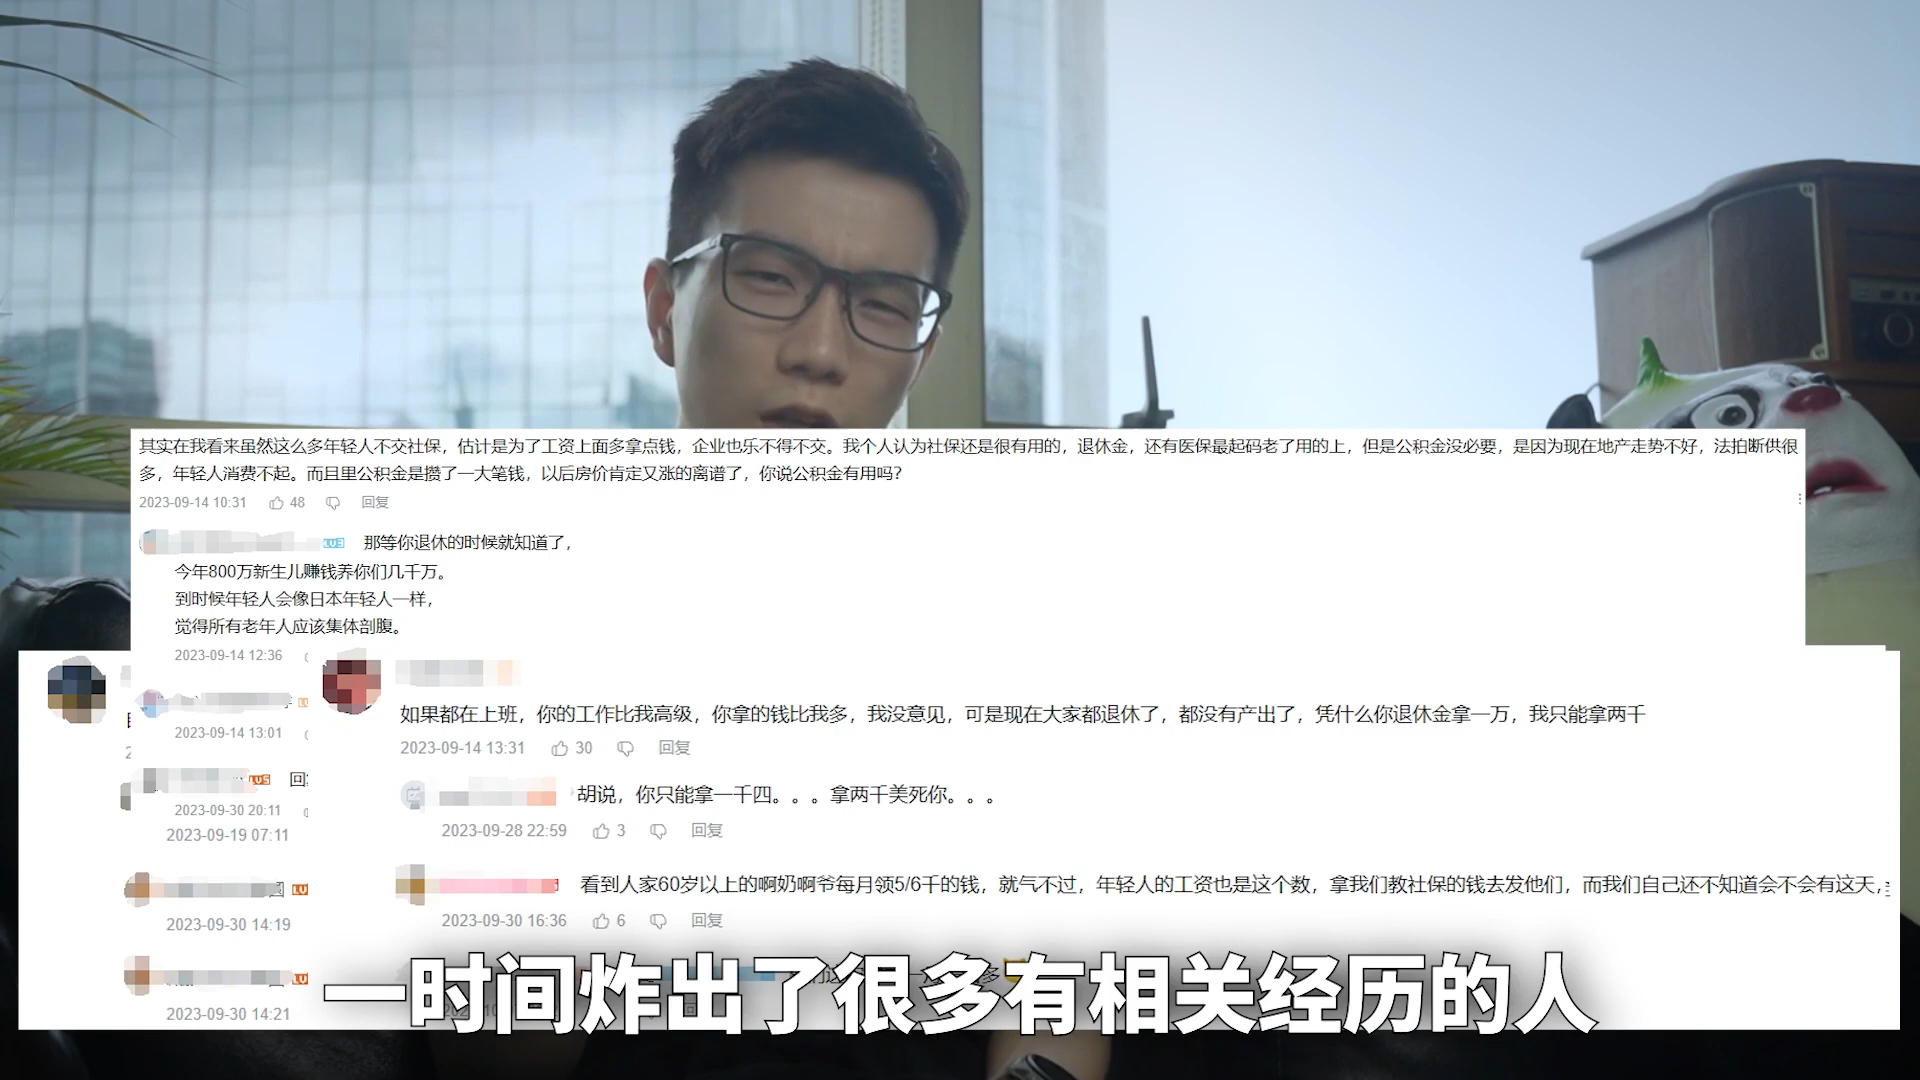 其实在我看来虽然这么多年轻人不交社保，估计是为了工资上面多拿点钱，企业也乐不得不交。我个人认为社保还是很有用的，退休金，还有医保最起码老了用的上，但是公积金没必要，是因为现在地产走势不好，法拍断供很
多，年轻人消费不起。而且里公积金是攒了一大笔钱，以后房价肯定又涨的离谱了，你说公积金有用吗？
2023-09-14 10:31 48 回复
那等你退休的时候就知道了，
今年800万新生儿赚钱养你们几千万。
到时候年轻人会像日本年轻人一样，
觉得所有老年人应该集体剖腹。
2023-09-14 12:36
2023-09-14 13:01
LV5 回
2023-09-30 20:11
2023-09-19 07:11
2023-09-30 14:19
2023-09-30 14:21
如果都在上班，你的工作比我高级，你拿的钱比我多，我没意见，可是现在大家都退休了，都没有产出了，凭什么你退休金拿一万，我只能拿两千
2023-09-14 13:31 30 回复
胡说，你只能拿一千四。。。拿两千美死你。。。
2023-09-28 22:59 3 回复
看到人家60岁以上的啊奶啊爷每月领5/6千的钱，就气不过，年轻人的工资也是这个数，拿我们教社保的钱去发他们，而我们自己还不知道会不会有这天，
2023-09-30 16:36 6 回复
一时间炸出了很多有相关经历的人